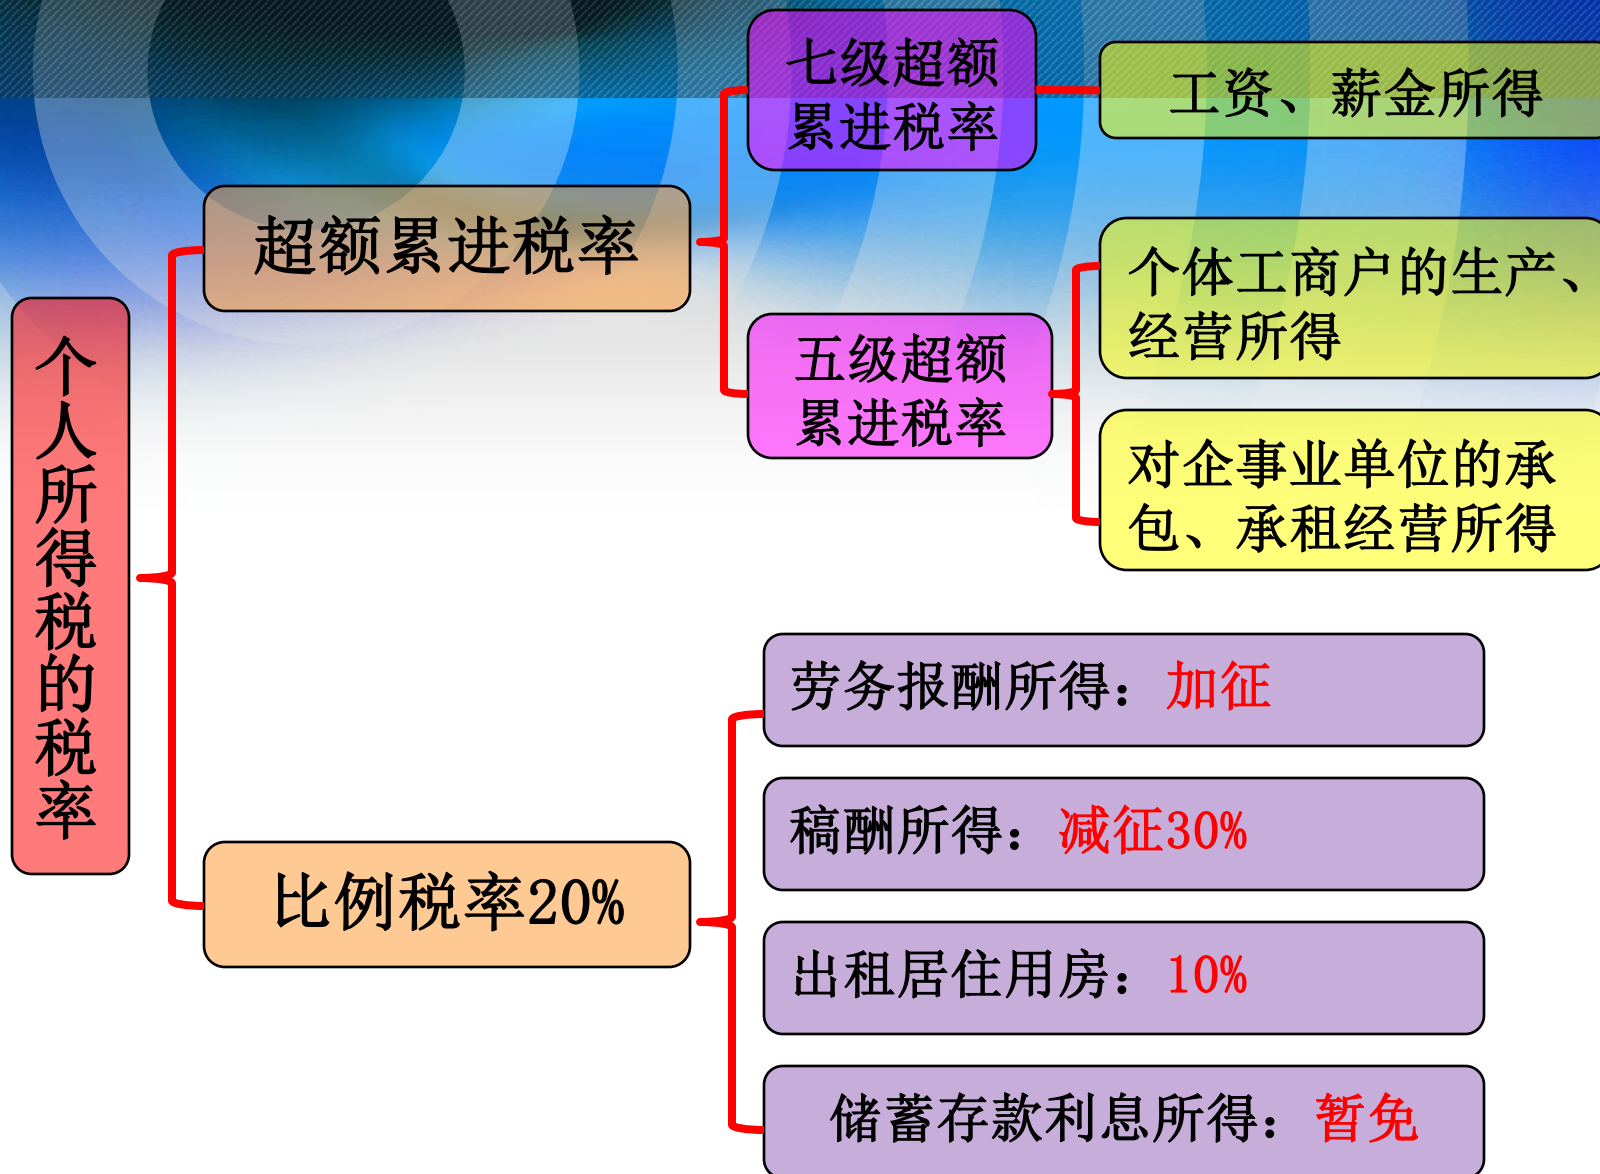 个人所得税的税率
超额累进税率
七级超额
累进税率
工资、薪金所得
五级超额
累进税率
个体工商户的生产、
经营所得
对企事业单位的承
包、承租经营所得
比例税率20%
劳务报酬所得：加征
稿酬所得：减征30%
出租居住用房：10%
储蓄存款利息所得：暂免